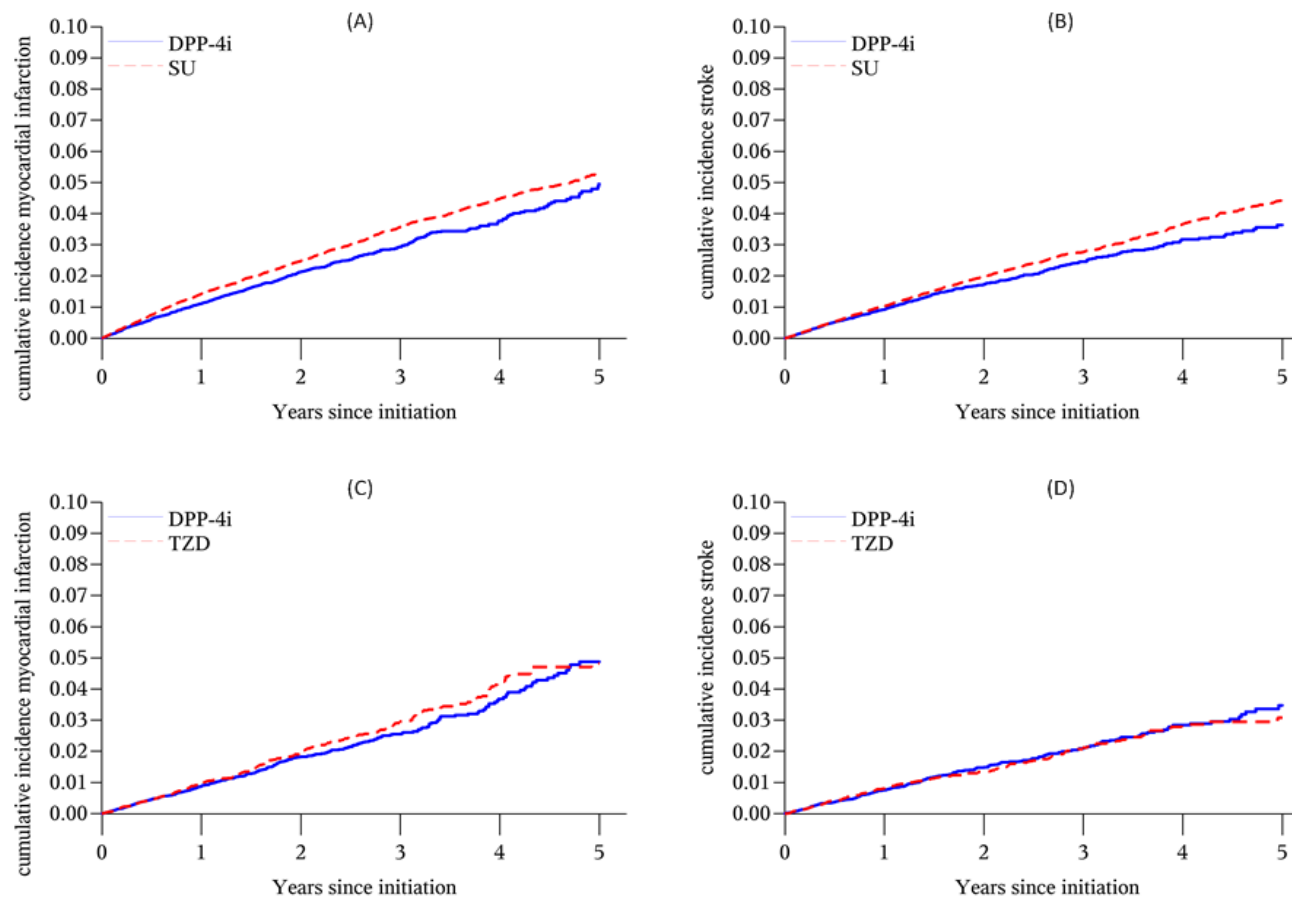 (A)
cumulative incidence myocardial infarction
0.10
0.09
0.08
0.07
0.06
0.05
0.04
0.03
0.02
0.01
0.00
DPP-4i
SU
0 1 2 3 4 5
Years since initiation
(B)
cumulative incidence stroke
0.10
0.09
0.08
0.07
0.06
0.05
0.04
0.03
0.02
0.01
0.00
DPP-4i
SU
0 1 2 3 4 5
Years since initiation
(C)
cumulative incidence myocardial infarction
0.10
0.09
0.08
0.07
0.06
0.05
0.04
0.03
0.02
0.01
0.00
DPP-4i
TZD
0 1 2 3 4 5
Years since initiation
(D)
cumulative incidence stroke
0.10
0.09
0.08
0.07
0.06
0.05
0.04
0.03
0.02
0.01
0.00
DPP-4i
TZD
0 1 2 3 4 5
Years since initiation